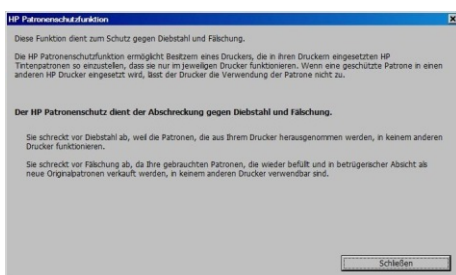 HP Patronenschutzfunktion
Diese Funktion dient zum Schutz gegen Diebstahl und Fälschung.
Die HP Patronenschutzfunktion ermöglicht Besitzern eines Druckers, die in ihren Druckern eingesetzten HP
Tintenpatronen so einzustellen, dass sie nur im jeweiligen Drucker funktionieren. Wenn eine geschützte Patrone in einen
anderen HP Drucker eingesetzt wird, lässt der Drucker die Verwendung der Patrone nicht zu.
Der HP Patronenschutz dient der Abschreckung gegen Diebstahl und Fälschung.
Sie schreckt vor Diebstahl ab, weil die Patronen, die aus Ihrem Drucker herausgenommen werden, in keinem anderen
Drucker funktionieren.
Sie schreckt vor Fälschung ab, da Ihre gebrauchten Patronen, die wieder befüllt und in betrügerischer Absicht als
neue Originalpatronen verkauft werden, in keinem anderen Drucker verwendbar sind.
Schließen